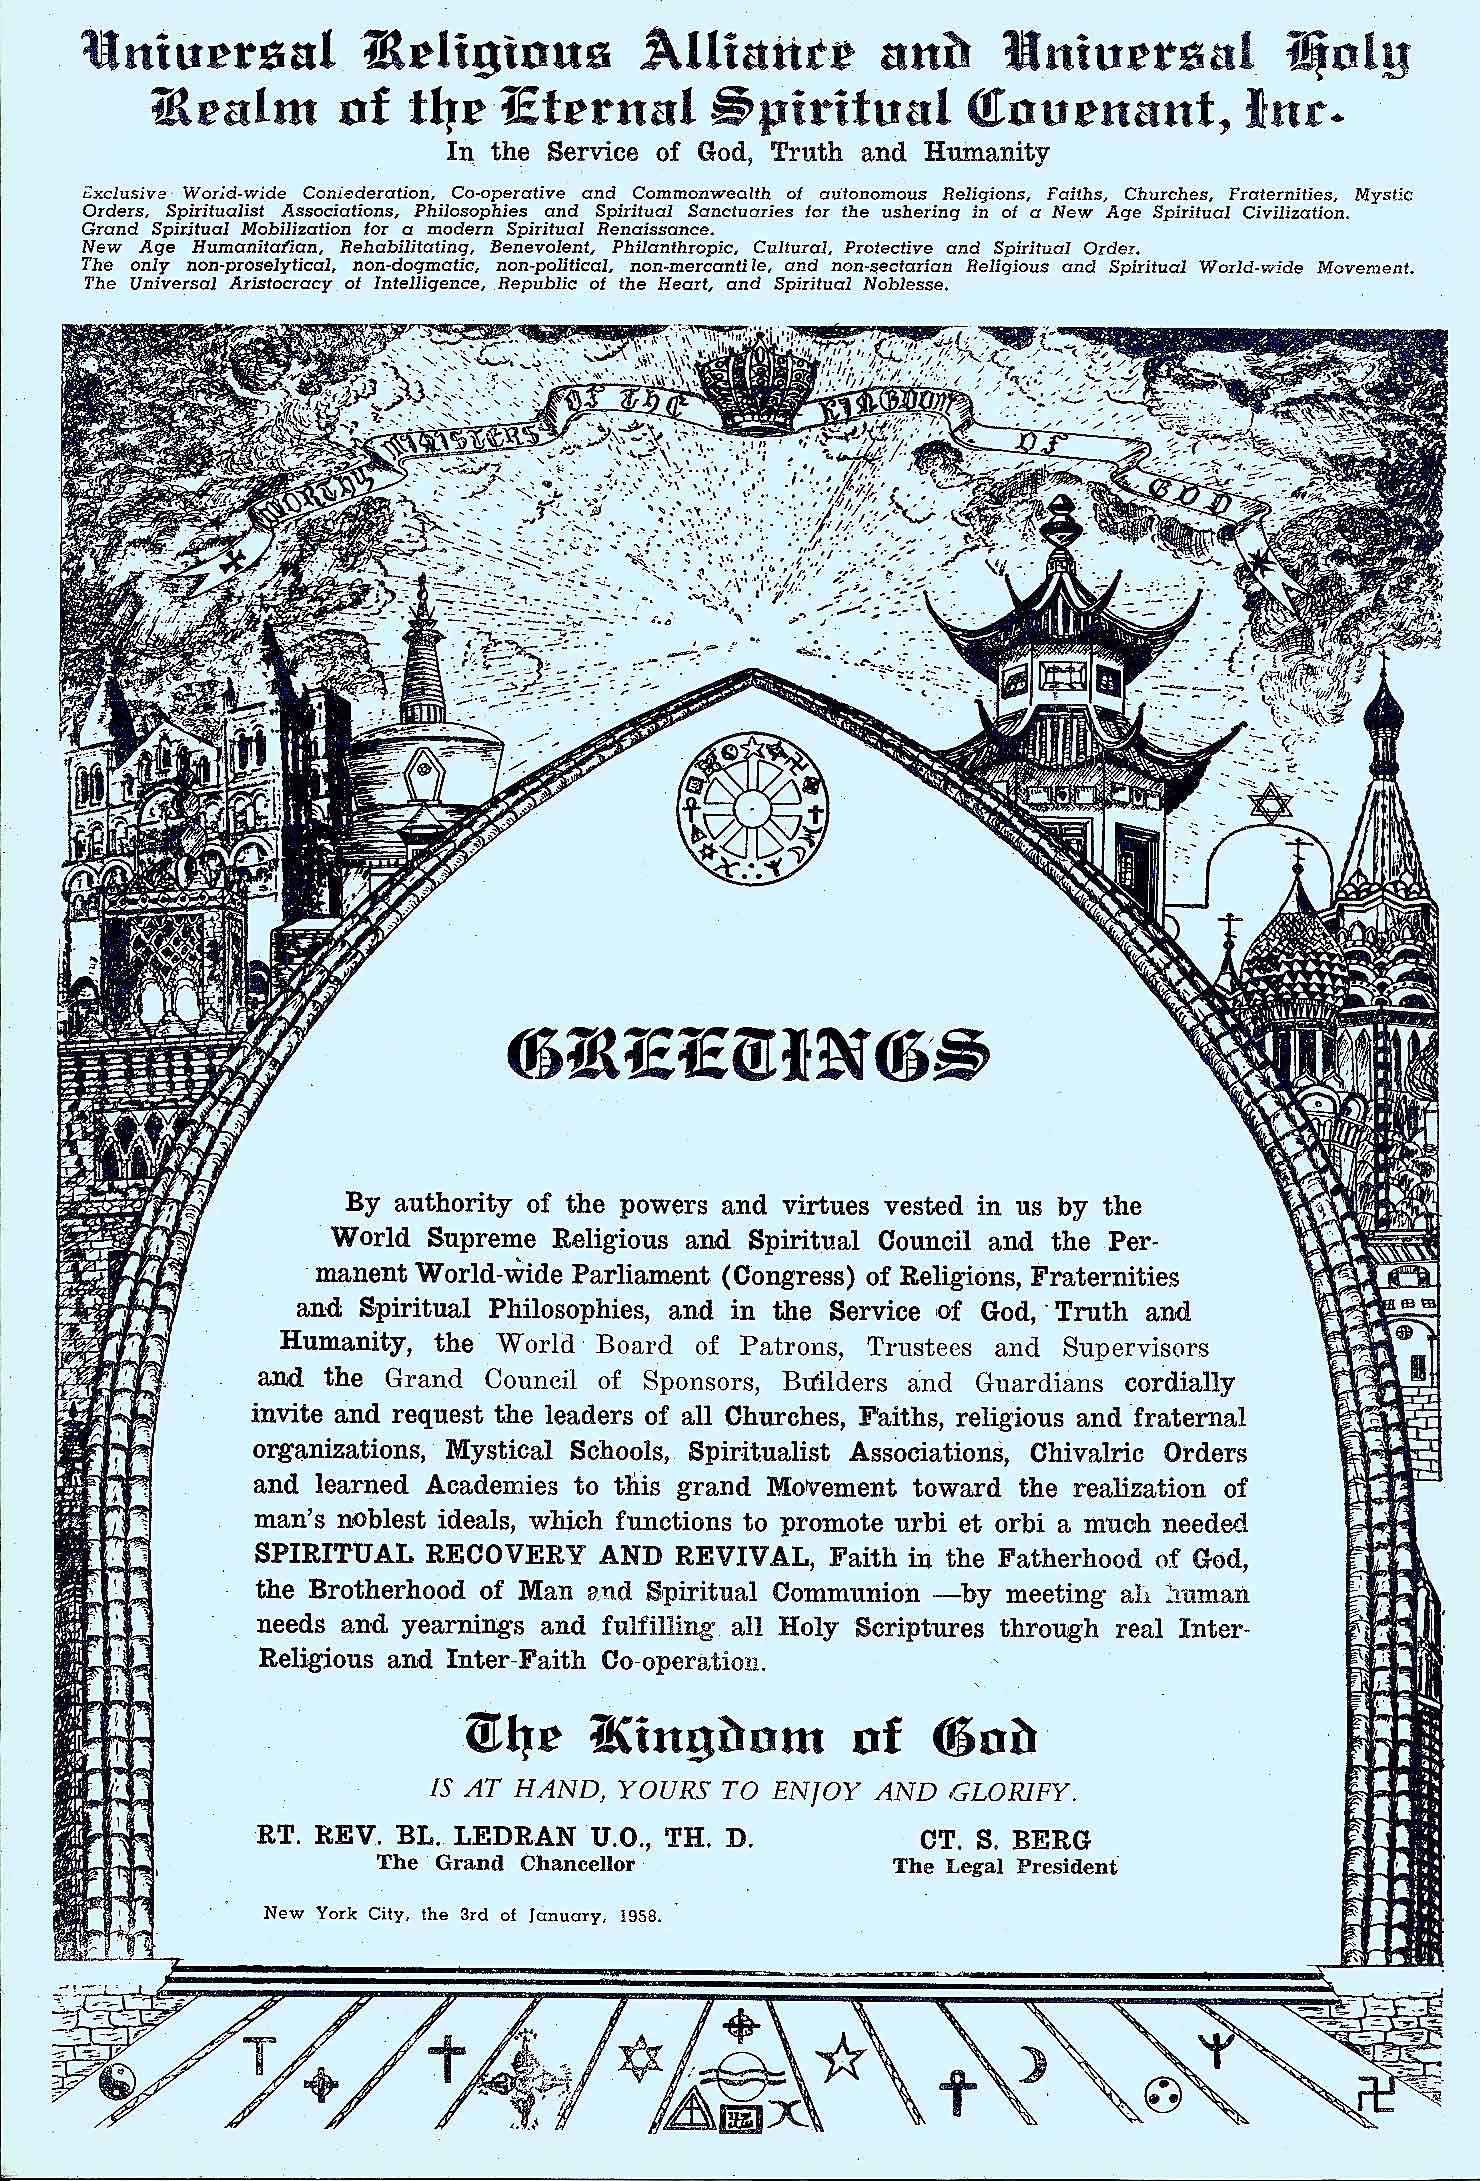 Universal Religious Alliance and Universal Holy
Realm of the Eternal Spiritual Covenant, Inc.
In the Service of God, Truth and Humanity
Exclusive World-wide Confederation, Co-operative and Commonwealth of autonomous Religions, Faiths, Churches, Fraternities, Mystic
Orders, Spiritualist Associations, Philosophies and Spiritual Sanctuaries for the ushering in of a New Age Spiritual Civilization.
Grand Spiritual Mobilization for a modern Spiritual Renaissance.
New Age Humanitarian, Rehabilitating, Benevolent, Philanthropic, Cultural, Protective and Spiritual Order.
The only non-proselytical, non-dogmatic, non-political, non-mercantile, and non-sectarian Religious and Spiritual World-wide Movement.
The Universal Aristocracy of Intelligence, Republic of the Heart, and Spiritual Noblesse.
WORTHY MINISTERS OF THE KINGDOM OF GOD
GREETINGS
By authority of the powers and virtues vested in us by the
World Supreme Religious and Spiritual Council and the Per-
manent World-wide Parliament (Congress) of Religions, Fraternities
and Spiritual Philosophies, and in the Service of God, Truth and
Humanity, the World Board of Patrons, Trustees and Supervisors
and the Grand Council of Sponsors, Builders and Guardians cordially
invite and request the leaders of all Churches, Faiths, religious and fraternal
organizations, Mystical Schools, Spiritualist Associations, Chivalric Orders
and learned Academies to this grand Movement toward the realization of
man's noblest ideals, which functions to promote urbi et orbi a much needed
SPIRITUAL RECOVERY AND REVIVAL, Faith in the Fatherhood of God,
the Brotherhood of Man and Spiritual Communion —by meeting all human
needs and yearnings and fulfilling all Holy Scriptures through real Inter-
Religious and Inter-Faith Co-operation.
The Kingdom of God
IS AT HAND, YOURS TO ENJOY AND GLORIFY.
RT. REV. BL. LEDRAN U.O., TH. D.
The Grand Chancellor
CT. S. BERG
The Legal President
New York City, the 3rd of January, 1958.